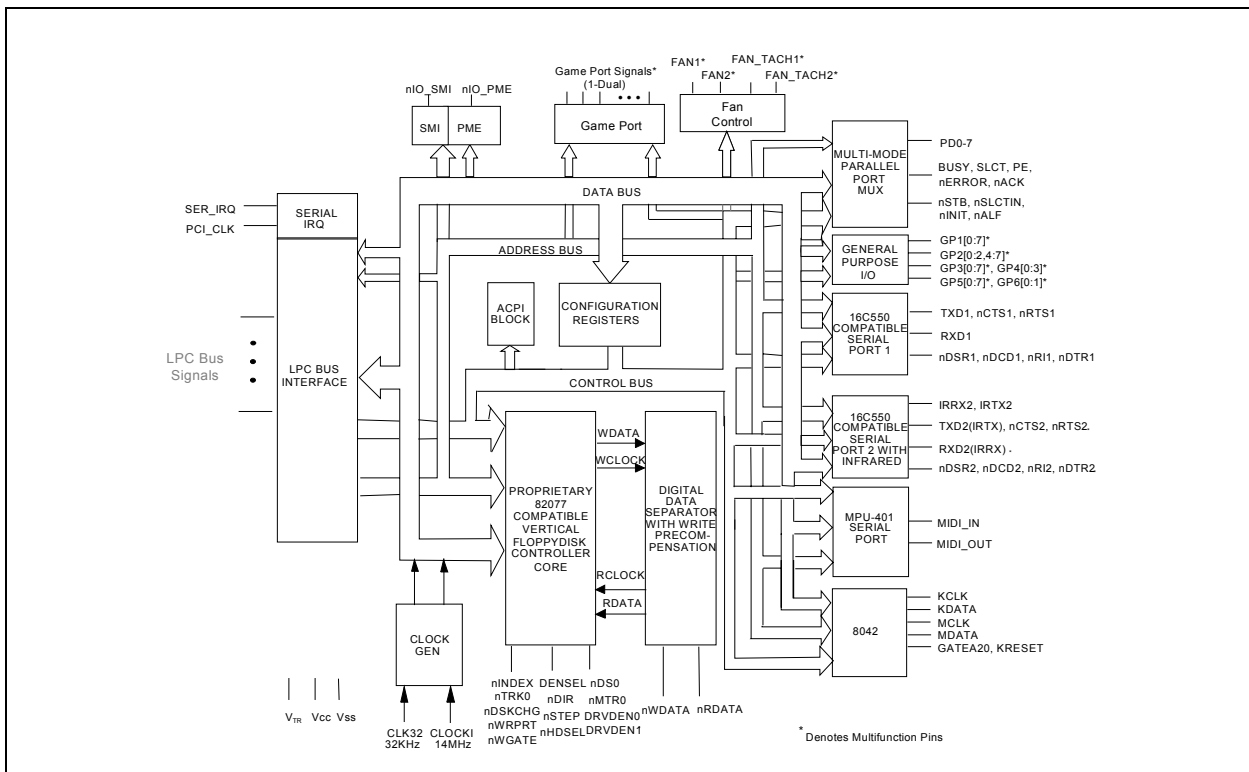 FAN1*
FAN_TACH1*
FAN2*
FAN_TACH2*
Game Port Signals*
(1-Dual)
nIO_SMI
nIO_PME
SMI
PME
Game Port
Fan
Control
MULTI-MODE
PARALLEL
PORT
MUX
PD0-7
BUSY, SLCT, PE,
nERROR, nACK
nSTB, nSLCTIN,
nINIT, nALF
DATA BUS
SER_IRQ
PCI_CLK
SERIAL
IRQ
ADDRESS BUS
GENERAL
PURPOSE
I/O
GP1[0:7]*
GP2[0:2,4:7]*
GP3[0:7]*, GP4[0:3]*
GP5[0:7]*, GP6[0:1]*
ACPI
BLOCK
CONFIGURATION
REGISTERS
16C550
COMPATIBLE
SERIAL
PORT 1
TXD1, nCTS1, nRTS1
RXD1
nDSR1, nDCD1, nRI1, nDTR1
LPC Bus
Signals
LPC BUS
INTERFACE
CONTROL BUS
16C550
COMPATIBLE
SERIAL
PORT 2 WITH
INFRARED
IRRX2, IRTX2
TXD2(IRTX), nCTS2, nRTS2.
RXD2(IRRX) .
nDSR2, nDCD2, nRI2, nDTR2.
WDATA
WCLOCK
PROPRIETARY
82077
COMPATIBLE
VERTICAL
FLOPPYDISK
CONTROLLER
CORE
DIGITAL
DATA
SEPARATOR
WITH WRITE
PRECOM-
PENSATION
RCLOCK
RDATA
MPU-401
SERIAL
PORT
MIDI_IN
MIDI_OUT
8042
KCLK
KDATA
MCLK
MDATA
GATEA20, KRESET
CLOCK
GEN
VTR Vcc Vss
CLK32
32KHz
CLOCKI
14MHz
nINDEX
nTRK0
nDSKCHG
nWRPRT
nWGATE
DENSEL
nDIR
nSTEP
nHDSEL
nDS0
nMTR0
DRVDEN0
DRVDEN1
nWDATA
nRDATA
* Denotes Multifunction Pins